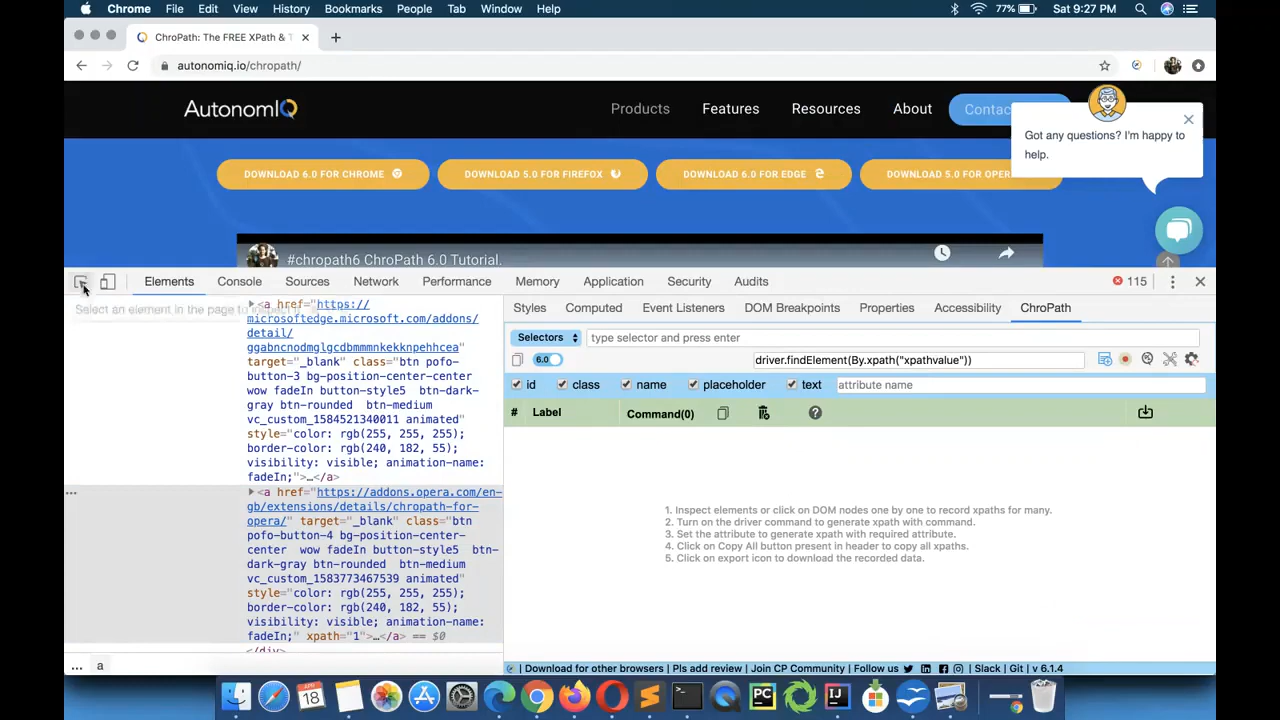 Chrome File Edit View History Bookmarks People Tab Window Help 77% Sat 9:27 PM
ChroPath: The FREE XPath &
autonomiq.io/chropath/
AutonomIQ Products Features Resources About Contac
Got any questions? I'm happy to
help.
DOWNLOAD 6.0 FOR CHROME DOWNLOAD 5.0 FOR FIREFOX DOWNLOAD 6.0 FOR EDGE DOWNLOAD 5.0 FOR OPER
#chropath6 ChroPath 6.0 Tutorial.
Elements Console Sources Network Performance Memory Application Security Audits 115
Select an element in the page to inspect it
<a href="https://
microsoftedge.microsoft.com/addons/
detail/
ggabncnodmglgcdbmmmnkekknpehhcea"
target="_blank" class="btn pofo-
button-3 bg-position-center-center
wow fadeIn button-style5 btn-dark-
gray btn-rounded btn-medium
vc_custom_1584521340011 animated"
style="color: rgb(255, 255, 255);
border-color: rgb(240, 182, 55);
visibility: visible; animation-name:
fadeIn;">…</a>
<a href="https://addons.opera.com/en-
gb/extensions/details/chropath-for-
opera/" target="_blank" class="btn
pofo-button-4 bg-position-center-
center wow fadeIn button-style5 btn-
dark-gray btn-rounded btn-medium
vc_custom_1583773467539 animated"
style="color: rgb(255, 255, 255);
border-color: rgb(240, 182, 55);
visibility: visible; animation-name:
fadeIn;" xpath="1">…</a> == $0
</div>
... a
Styles Computed Event Listeners DOM Breakpoints Properties Accessibility ChroPath
Selectors type selector and press enter
6.0 driver.findElement(By.xpath("xpathvalue"))
id class name placeholder text attribute name
# Label Command(0)
1. Inspect elements or click on DOM nodes one by one to record xpaths for many.
2. Turn on the driver command to generate xpath with command.
3. Set the attribute to generate xpath with required attribute.
4. Click on Copy All button present in header to copy all xpaths.
5. Click on export icon to download the recorded data.
| Download for other browsers | Pls add review | Join CP Community | Follow us | Slack | Git | v 6.1.4
APR
18
PC
IJ